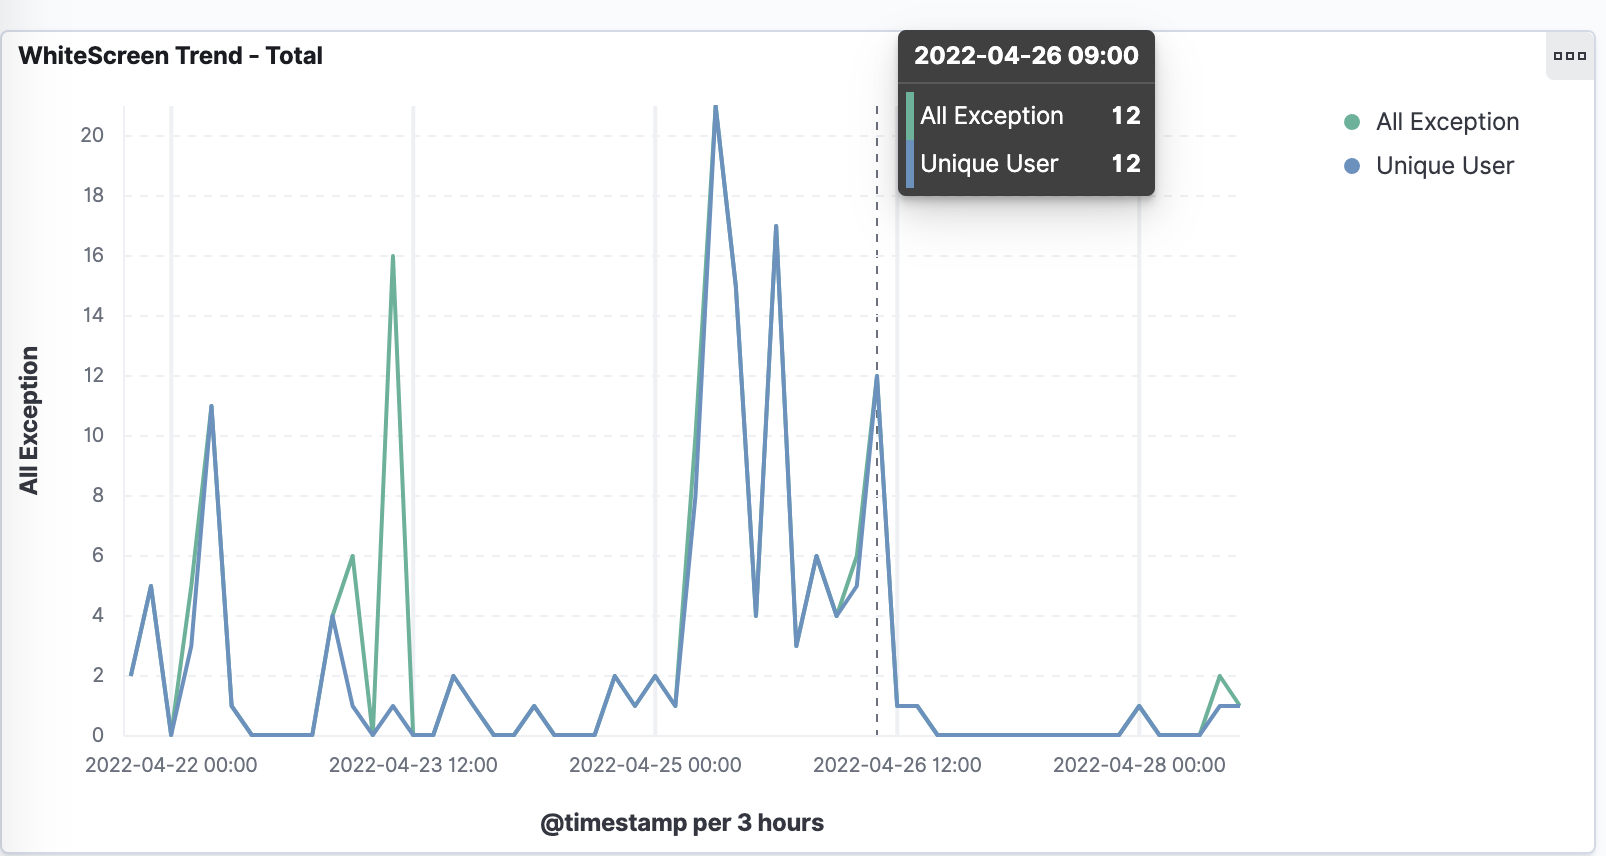 WhiteScreen Trend - Total
2022-04-26 09:00
All Exception 12
Unique User 12
All Exception
Unique User
All Exception
20
18
16
14
12
10
8
6
4
2
0
2022-04-22 00:00
2022-04-23 12:00
2022-04-25 00:00
2022-04-26 12:00
2022-04-28 00:00
@timestamp per 3 hours